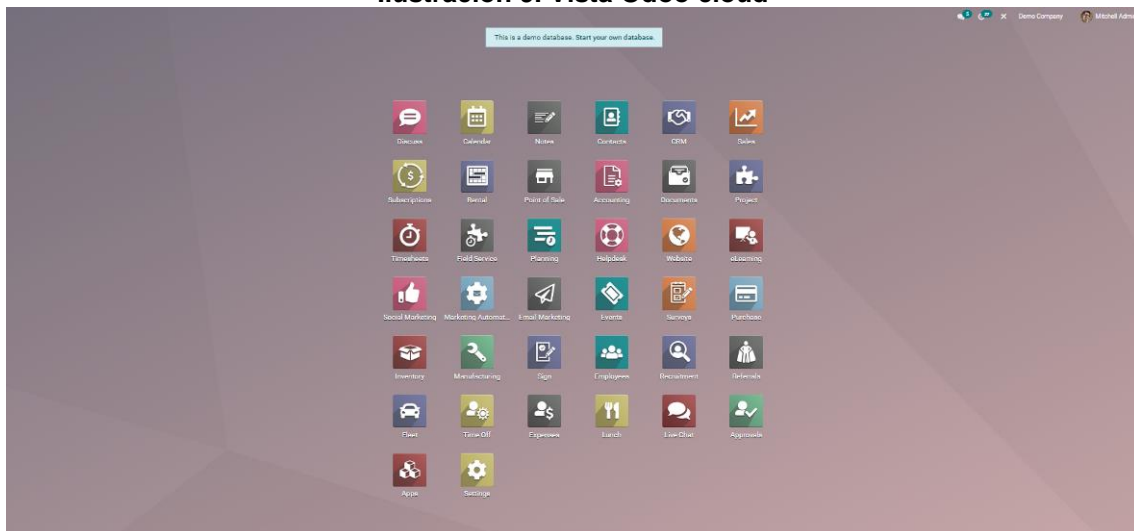 Ilustración 9. Vista Odoo cloud
Demo Company Mitchell Admi
This is a demo database. Start your own database.
Discuss Calendar Notes Contacts CRM Sales
Subscriptions Rental Point of Sale Accounting Documents Project
Timesheets Field Service Planning Helpdesk Website eLearning
Social Marketing Marketing Automat... Email Marketing Events Surveys Purchase
Inventory Manufacturing Sign Employees Recruitment Referrals
Fleet Time Off Expenses Lunch Live Chat Approvals
Apps Settings